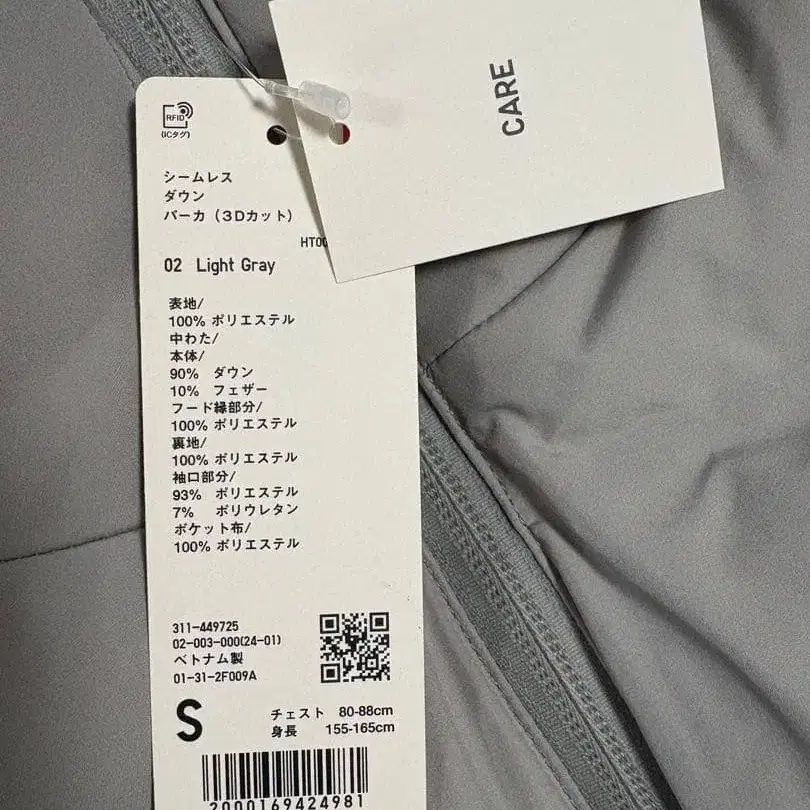 CARE
RFID
(ICタグ)
シームレス
ダウン
パーカ（3Dカット）
02 Light Gray
表地/
100% ポリエステル
中わた/
本体/
90% ダウン
10% フェザー
フード縁部分/
100% ポリエステル
裏地/
100% ポリエステル
袖口部分/
93% ポリエステル
7% ポリウレタン
ポケット布/
100% ポリエステル
311-449725
02-003-000(24-01)
ベトナム製
01-31-2F009A
S
チェスト 80-88cm
身長 155-165cm
2000169424981